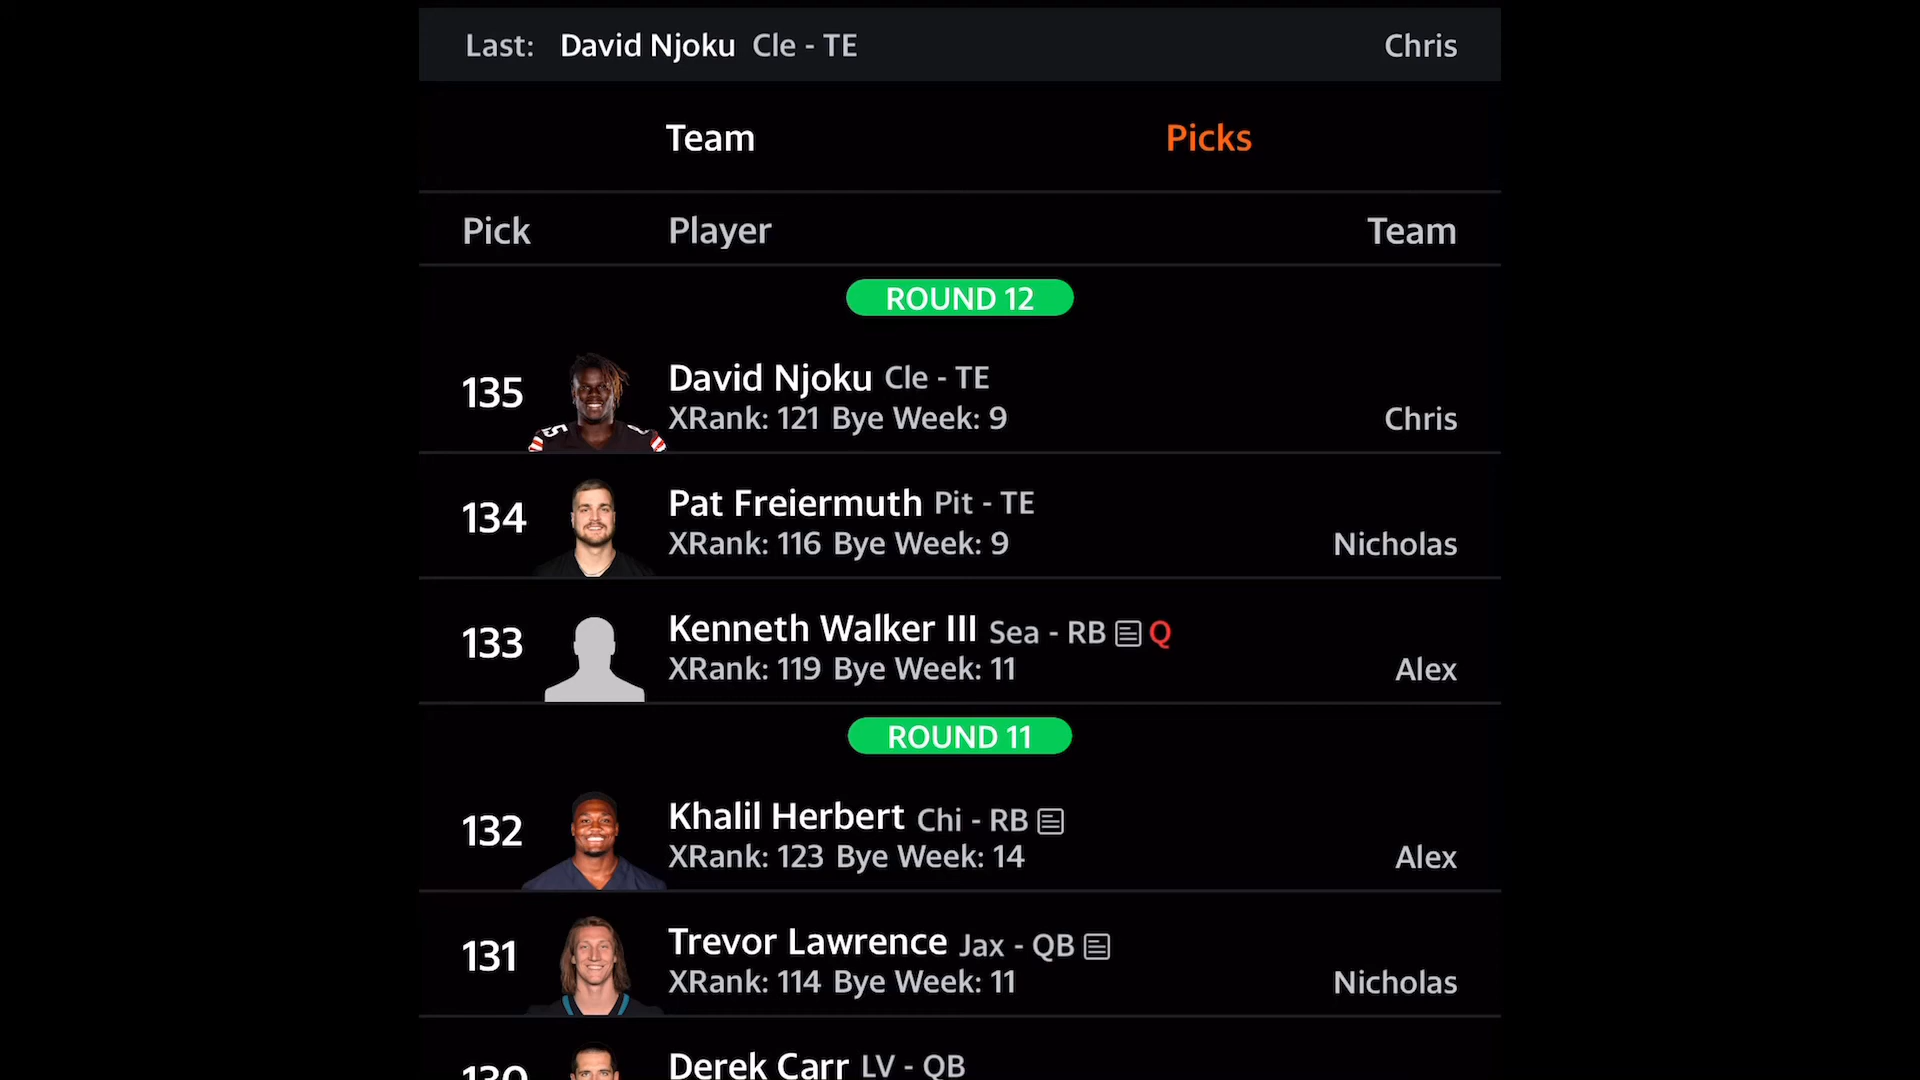 Last: David Njoku Cle - TE Chris
Team Picks
Pick Player Team
ROUND 12
135 David Njoku Cle - TE
XRank: 121 Bye Week: 9 Chris
134 Pat Freiermuth Pit - TE
XRank: 116 Bye Week: 9 Nicholas
133 Kenneth Walker III Sea - RB Q
XRank: 119 Bye Week: 11 Alex
ROUND 11
132 Khalil Herbert Chi - RB
XRank: 123 Bye Week: 14 Alex
131 Trevor Lawrence Jax - QB
XRank: 114 Bye Week: 11 Nicholas
130 Derek Carr LV - QB